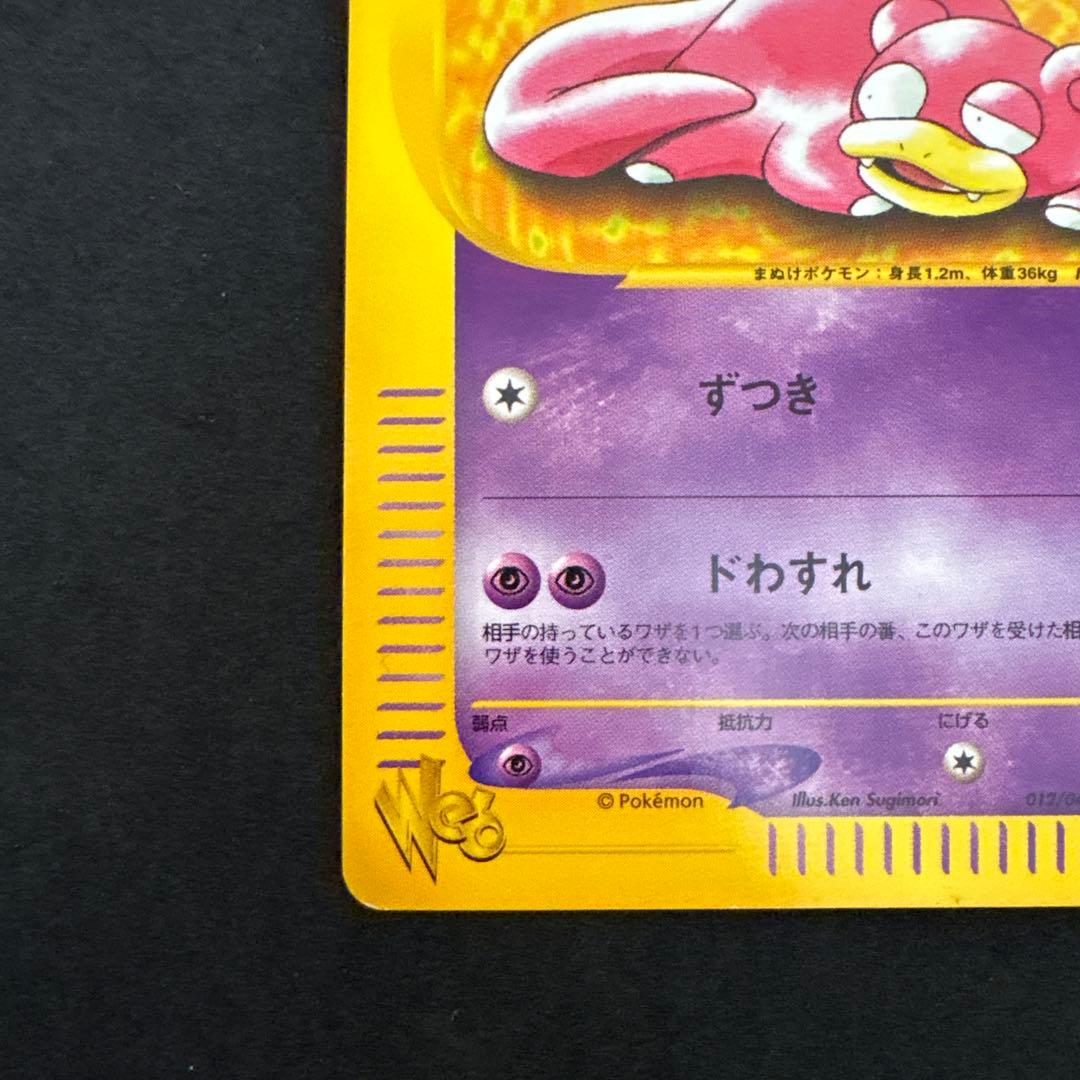 まぬけポケモン：身長1.2m、体重36kg
ずつき
ドわすれ
相手の持っているワザを1つ選ぶ。次の相手の番、このワザを受けた相
ワザを使うことができない。
弱点 抵抗力 にげる
© Pokémon Illus.Ken Sugimori 012/0
Web